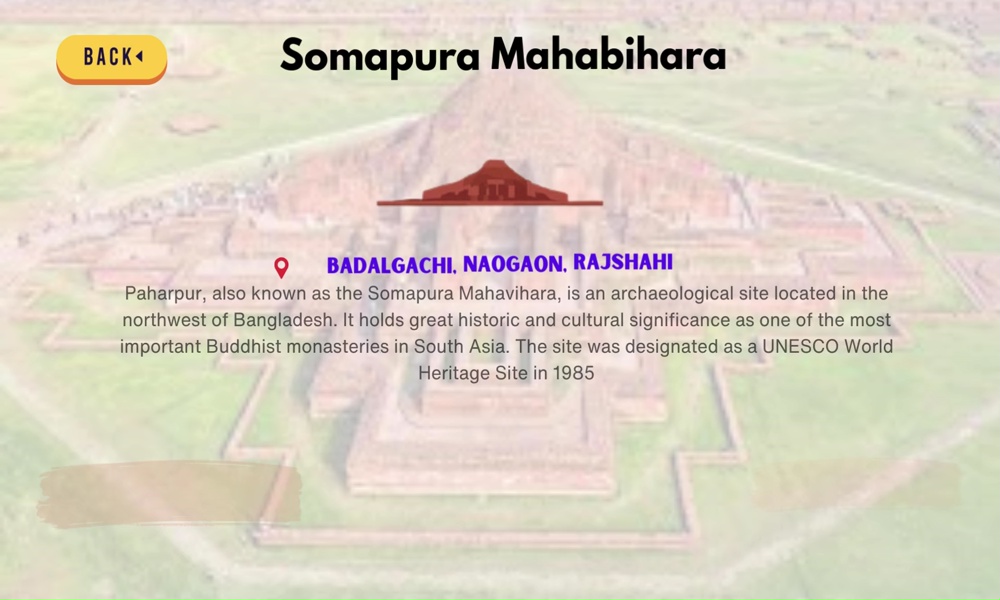 BACK
Somapura Mahabihara
BADALGACHI, NAOGAON, RAJSHAHI
Paharpur, also known as the Somapura Mahavihara, is an archaeological site located in the
northwest of Bangladesh. It holds great historic and cultural significance as one of the most
important Buddhist monasteries in South Asia. The site was designated as a UNESCO World
Heritage Site in 1985